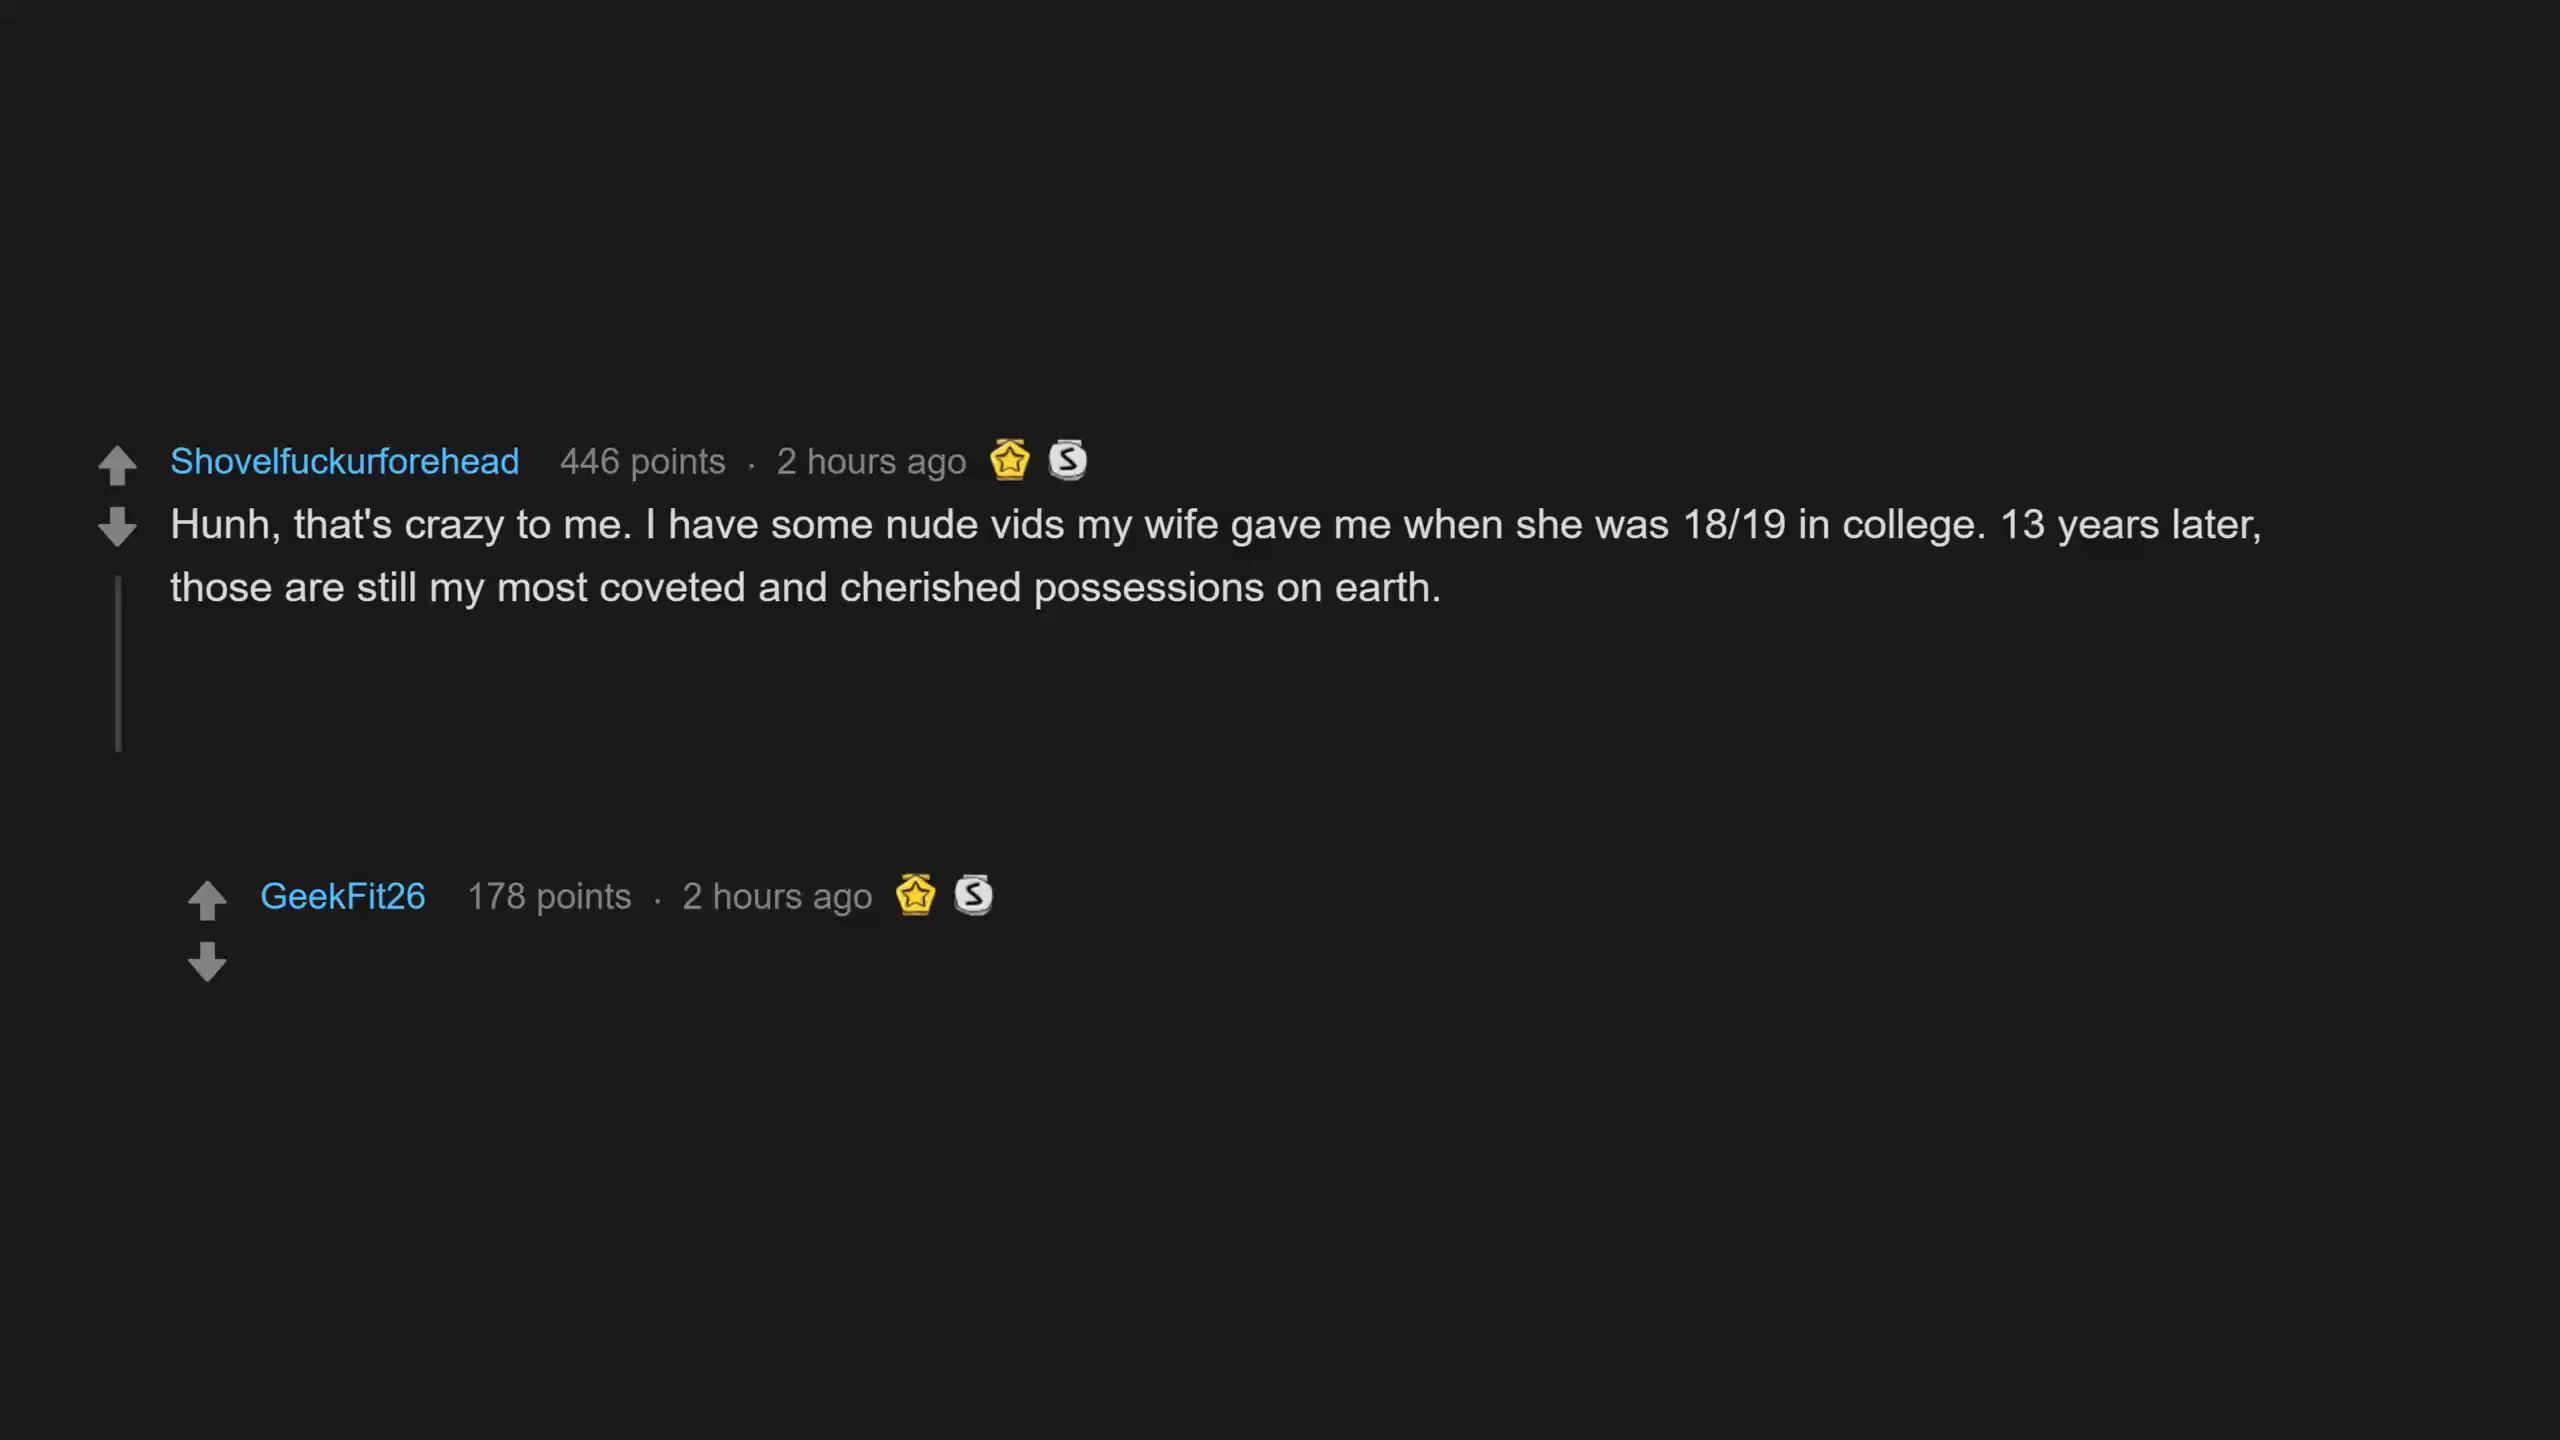 Shovelfuckurforehead 446 points · 2 hours ago S
Hunh, that's crazy to me. I have some nude vids my wife gave me when she was 18/19 in college. 13 years later,
those are still my most coveted and cherished possessions on earth.
GeekFit26 178 points · 2 hours ago S